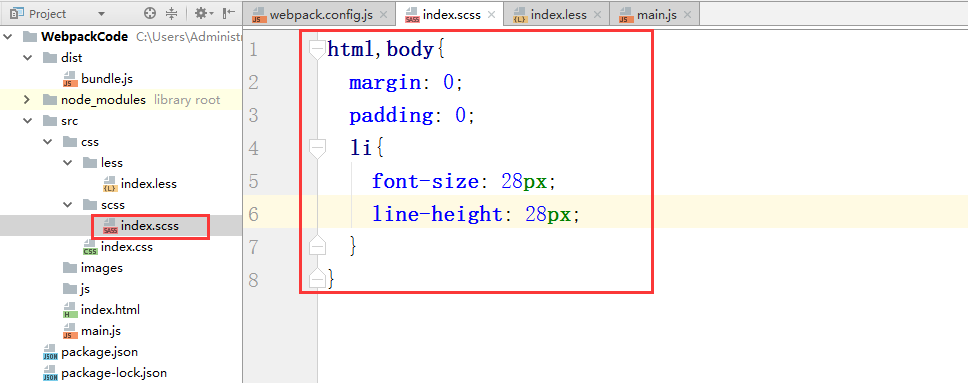 Project
webpack.config.js
index.scss
index.less
main.js
WebpackCode C:\Users\Administr
dist
bundle.js
node_modules library root
src
css
less
index.less
scss
index.scss
index.css
images
js
index.html
main.js
package.json
package-lock.json
1 html,body{
2 margin: 0;
3 padding: 0;
4 li{
5 font-size: 28px;
6 line-height: 28px;
7 }
8 }